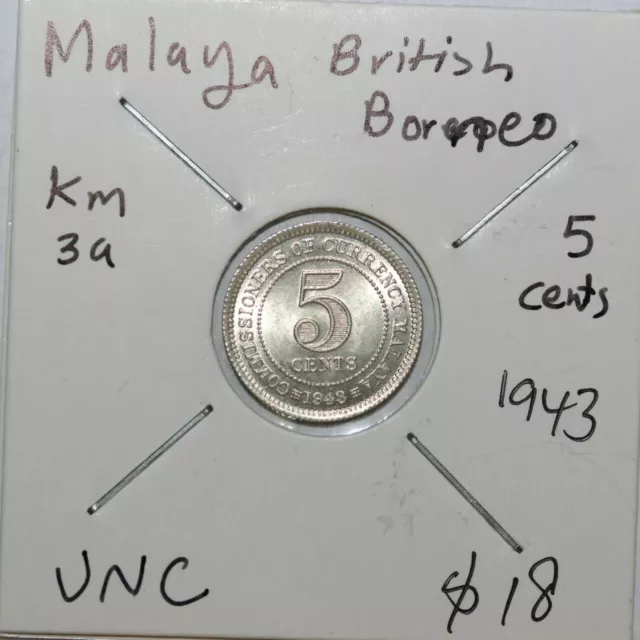 Malaya British
Borneo
Km
3a
5
cents
COMMISSIONERS OF CURRENCY MALAYA
5
CENTS
1943
1943
UNC
$18